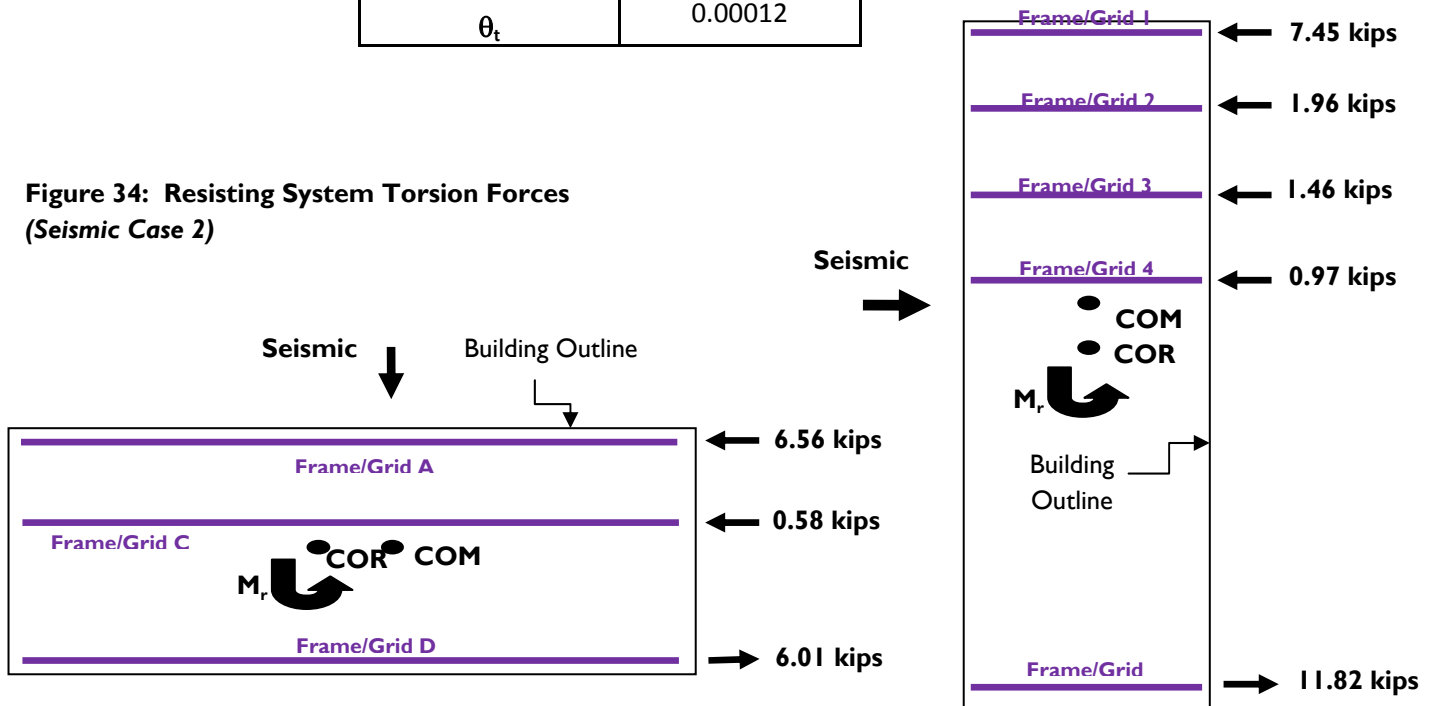 θt
0.00012
Frame/Grid 1
7.45 kips
Frame/Grid 2
1.96 kips
Figure 34: Resisting System Torsion Forces
(Seismic Case 2)
Frame/Grid 3
1.46 kips
Seismic
Frame/Grid 4
0.97 kips
COM
COR
Mr
Building
Outline
Frame/Grid
11.82 kips
Seismic
Building Outline
6.56 kips
Frame/Grid A
0.58 kips
Frame/Grid C
COR
COM
Mr
Frame/Grid D
6.01 kips